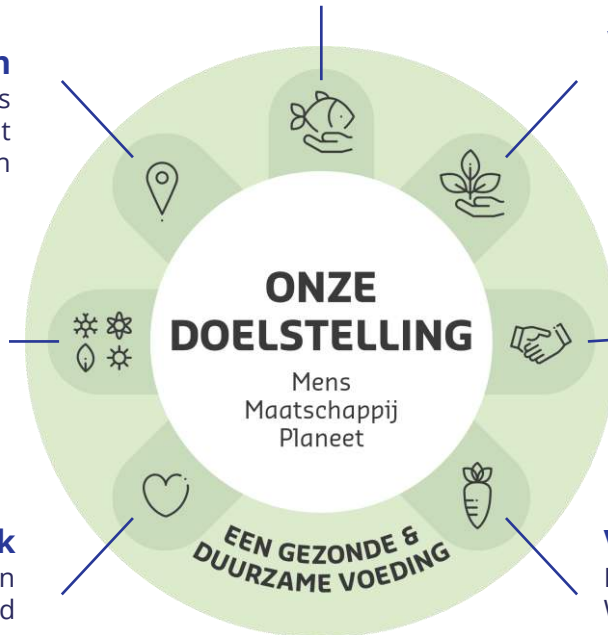 ONZE
DOELSTELLING
Mens
Maatschappij
Planeet
EEN GEZONDE &
DUURZAME VOEDING